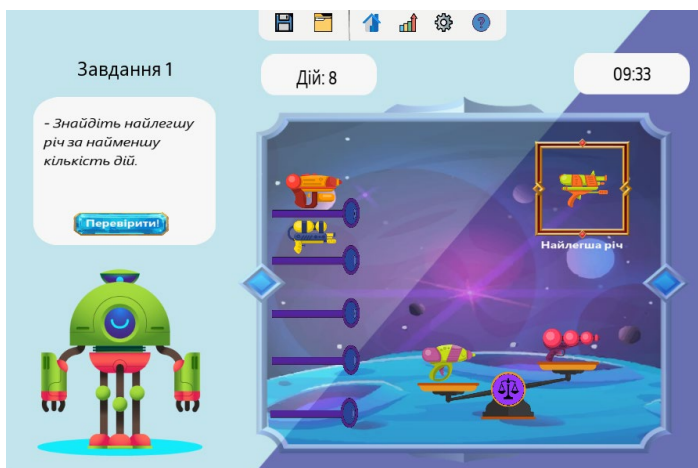 Завдання 1
Дій: 8
09:33
- Знайдіть найлегшу
річ за найменшу
кількість дій.
Перевірити!
Найлегша річ